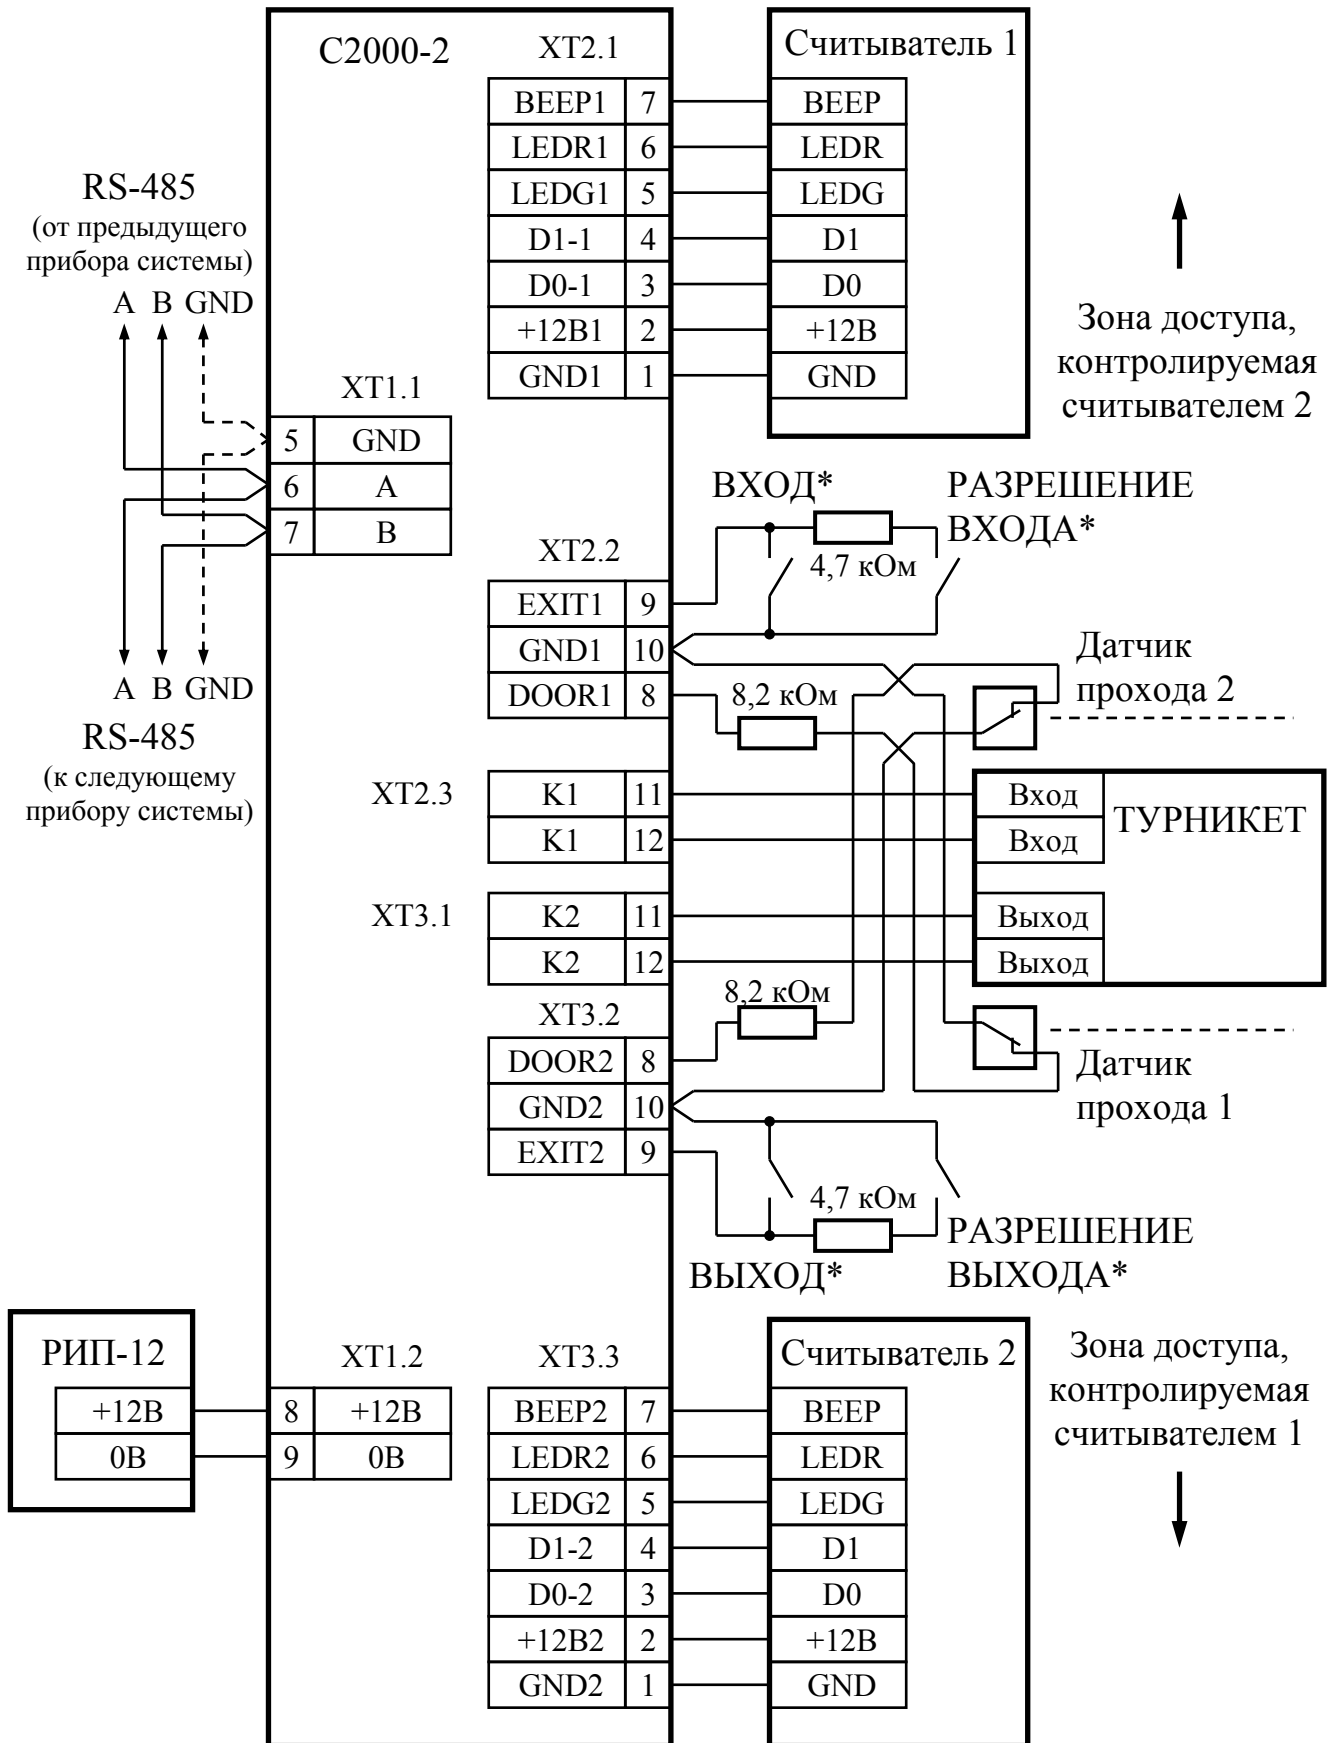 С2000-2
XT2.1
BEEP1 7
LEDR1 6
LEDG1 5
D1-1 4
D0-1 3
+12В1 2
GND1 1
Считыватель 1
BEEP
LEDR
LEDG
D1
D0
+12В
GND
RS-485
(от предыдущего
прибора системы)
A B GND
XT1.1
5 GND
6 A
7 B
A B GND
RS-485
(к следующему
прибору системы)
Зона доступа,
контролируемая
считывателем 2
ВХОД*
РАЗРЕШЕНИЕ
ВХОДА*
4,7 кОм
XT2.2
EXIT1 9
GND1 10
DOOR1 8
8,2 кОм
Датчик
прохода 2
XT2.3
K1 11
K1 12
XT3.1
K2 11
K2 12
Вход
Вход
Выход
Выход
ТУРНИКЕТ
8,2 кОм
XT3.2
DOOR2 8
GND2 10
EXIT2 9
Датчик
прохода 1
4,7 кОм
ВЫХОД*
РАЗРЕШЕНИЕ
ВЫХОДА*
РИП-12
+12В
0В
XT1.2
8 +12В
9 0В
XT3.3
BEEP2 7
LEDR2 6
LEDG2 5
D1-2 4
D0-2 3
+12В2 2
GND2 1
Считыватель 2
BEEP
LEDR
LEDG
D1
D0
+12В
GND
Зона доступа,
контролируемая
считывателем 1